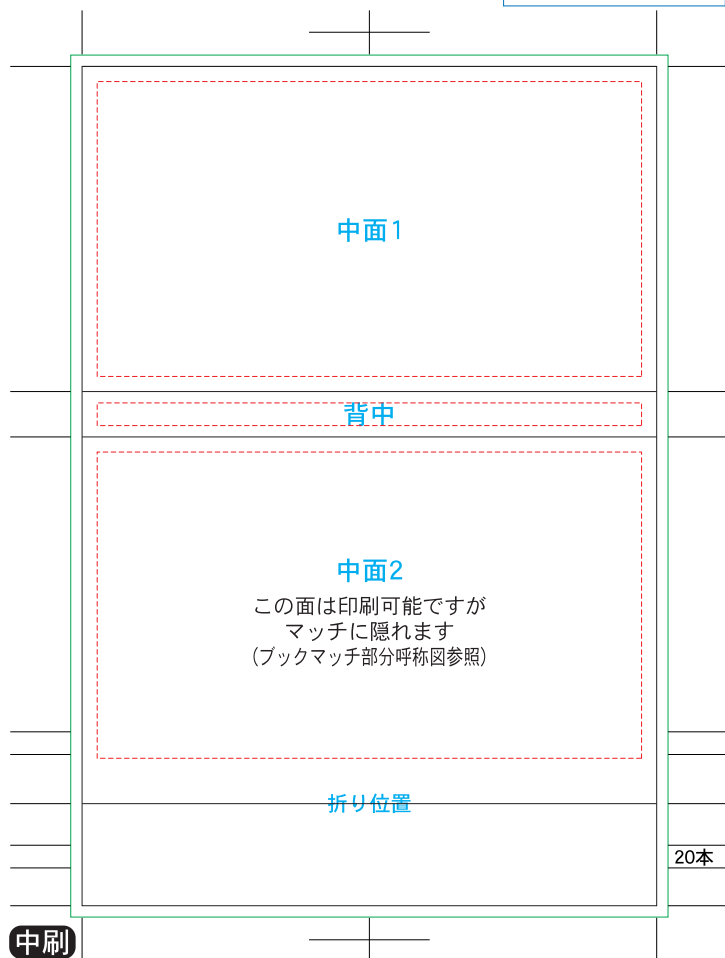 中面1
背中
中面2
この面は印刷可能ですが
マッチに隠れます
(ブックマッチ部分呼称図参照)
折り位置
20本
中刷